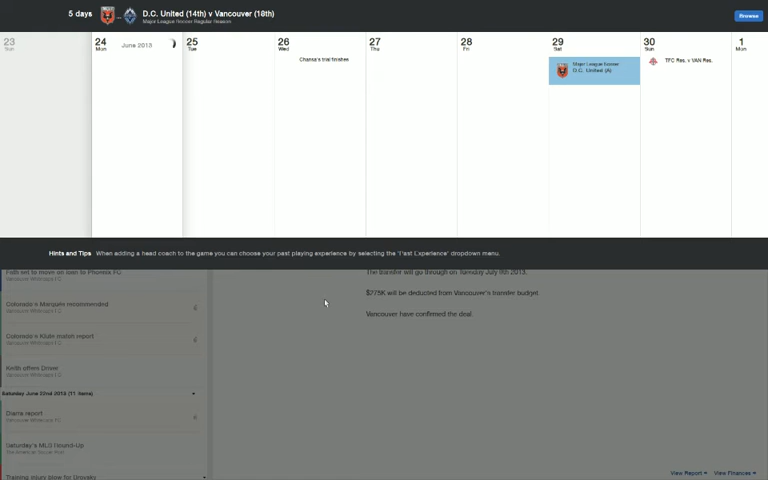 5 days
D.C. United (14th) v Vancouver (18th)
Major League Soccer Regular Season
Browse
23
Sun
24
Mon
June 2013
25
Tue
26
Wed
27
Thu
28
Fri
29
Sat
30
Sun
1
Mon
Chansa's trial finishes
Major League Soccer
D.C. United (A)
TFC Res. v VAN Res.
Hints and Tips When adding a head coach to the game you can choose your past playing experience by selecting the 'Past Experience' dropdown menu.
set to move on loan to Phoenix FC
Vancouver Whitecaps FC
Colorado's Marquês recommended
Vancouver Whitecaps FC
Colorado v Klute match report
Vancouver Whitecaps FC
Keith offers Driver
Vancouver Whitecaps FC
Saturday June 22nd 2013 (11 items)
Diarra report
Vancouver Whitecaps FC
Saturday's MLS Round-Up
The American Soccer Post
Training injury blow for Urovsky
The transfer will go through on Tuesday July 9th 2013.
$275K will be deducted from Vancouver's transfer budget.
Vancouver have confirmed the deal.
View Report
View Finances